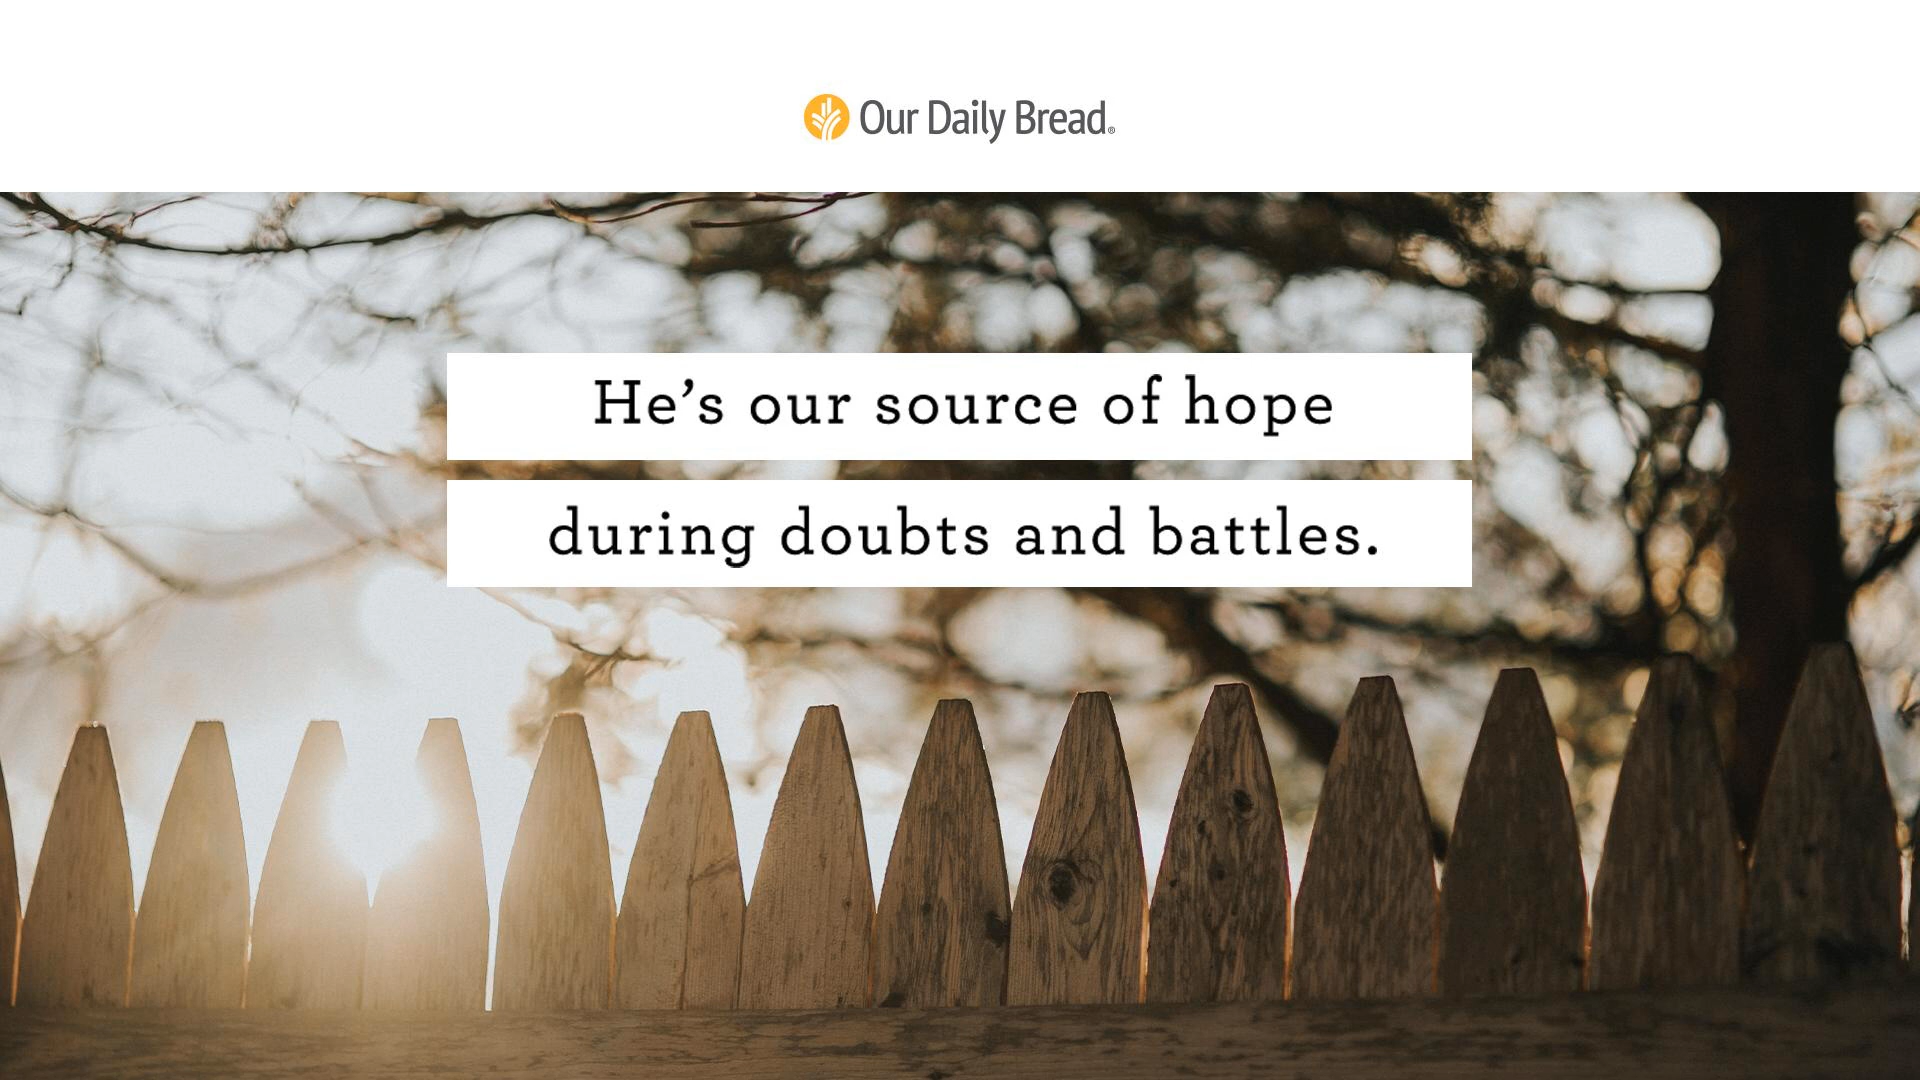 Our Daily Bread®
He’s our source of hope
during doubts and battles.